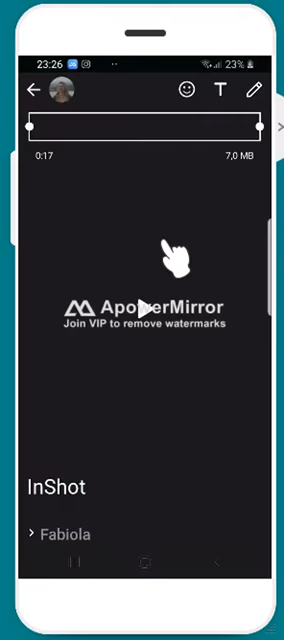 23:26
23%
T
0:17
7,0 MB
ApowerMirror
Join VIP to remove watermarks
InShot
Fabiola